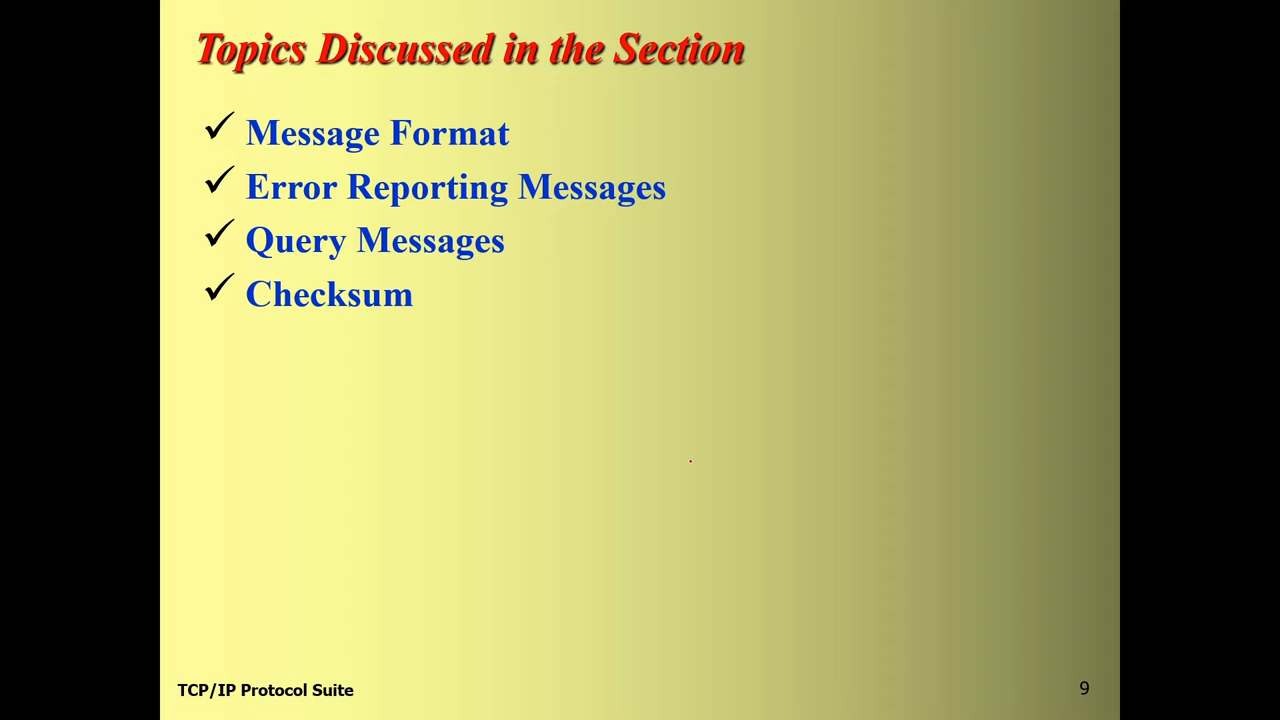 Topics Discussed in the Section
✓ Message Format
✓ Error Reporting Messages
✓ Query Messages
✓ Checksum
TCP/IP Protocol Suite
9